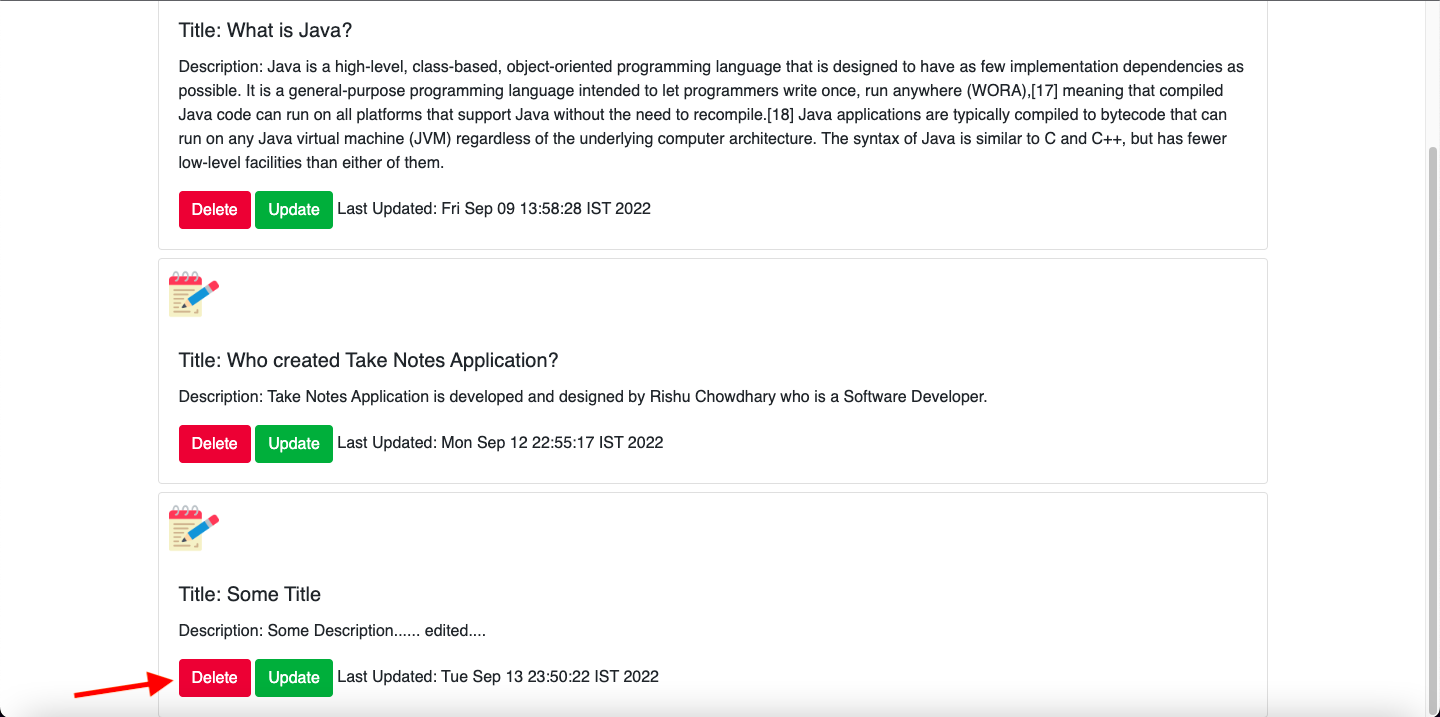 Title: What is Java?
Description: Java is a high-level, class-based, object-oriented programming language that is designed to have as few implementation dependencies as
possible. It is a general-purpose programming language intended to let programmers write once, run anywhere (WORA),[17] meaning that compiled
Java code can run on all platforms that support Java without the need to recompile.[18] Java applications are typically compiled to bytecode that can
run on any Java virtual machine (JVM) regardless of the underlying computer architecture. The syntax of Java is similar to C and C++, but has fewer
low-level facilities than either of them.
Delete Update Last Updated: Fri Sep 09 13:58:28 IST 2022
Title: Who created Take Notes Application?
Description: Take Notes Application is developed and designed by Rishu Chowdhary who is a Software Developer.
Delete Update Last Updated: Mon Sep 12 22:55:17 IST 2022
Title: Some Title
Description: Some Description...... edited....
Delete Update Last Updated: Tue Sep 13 23:50:22 IST 2022